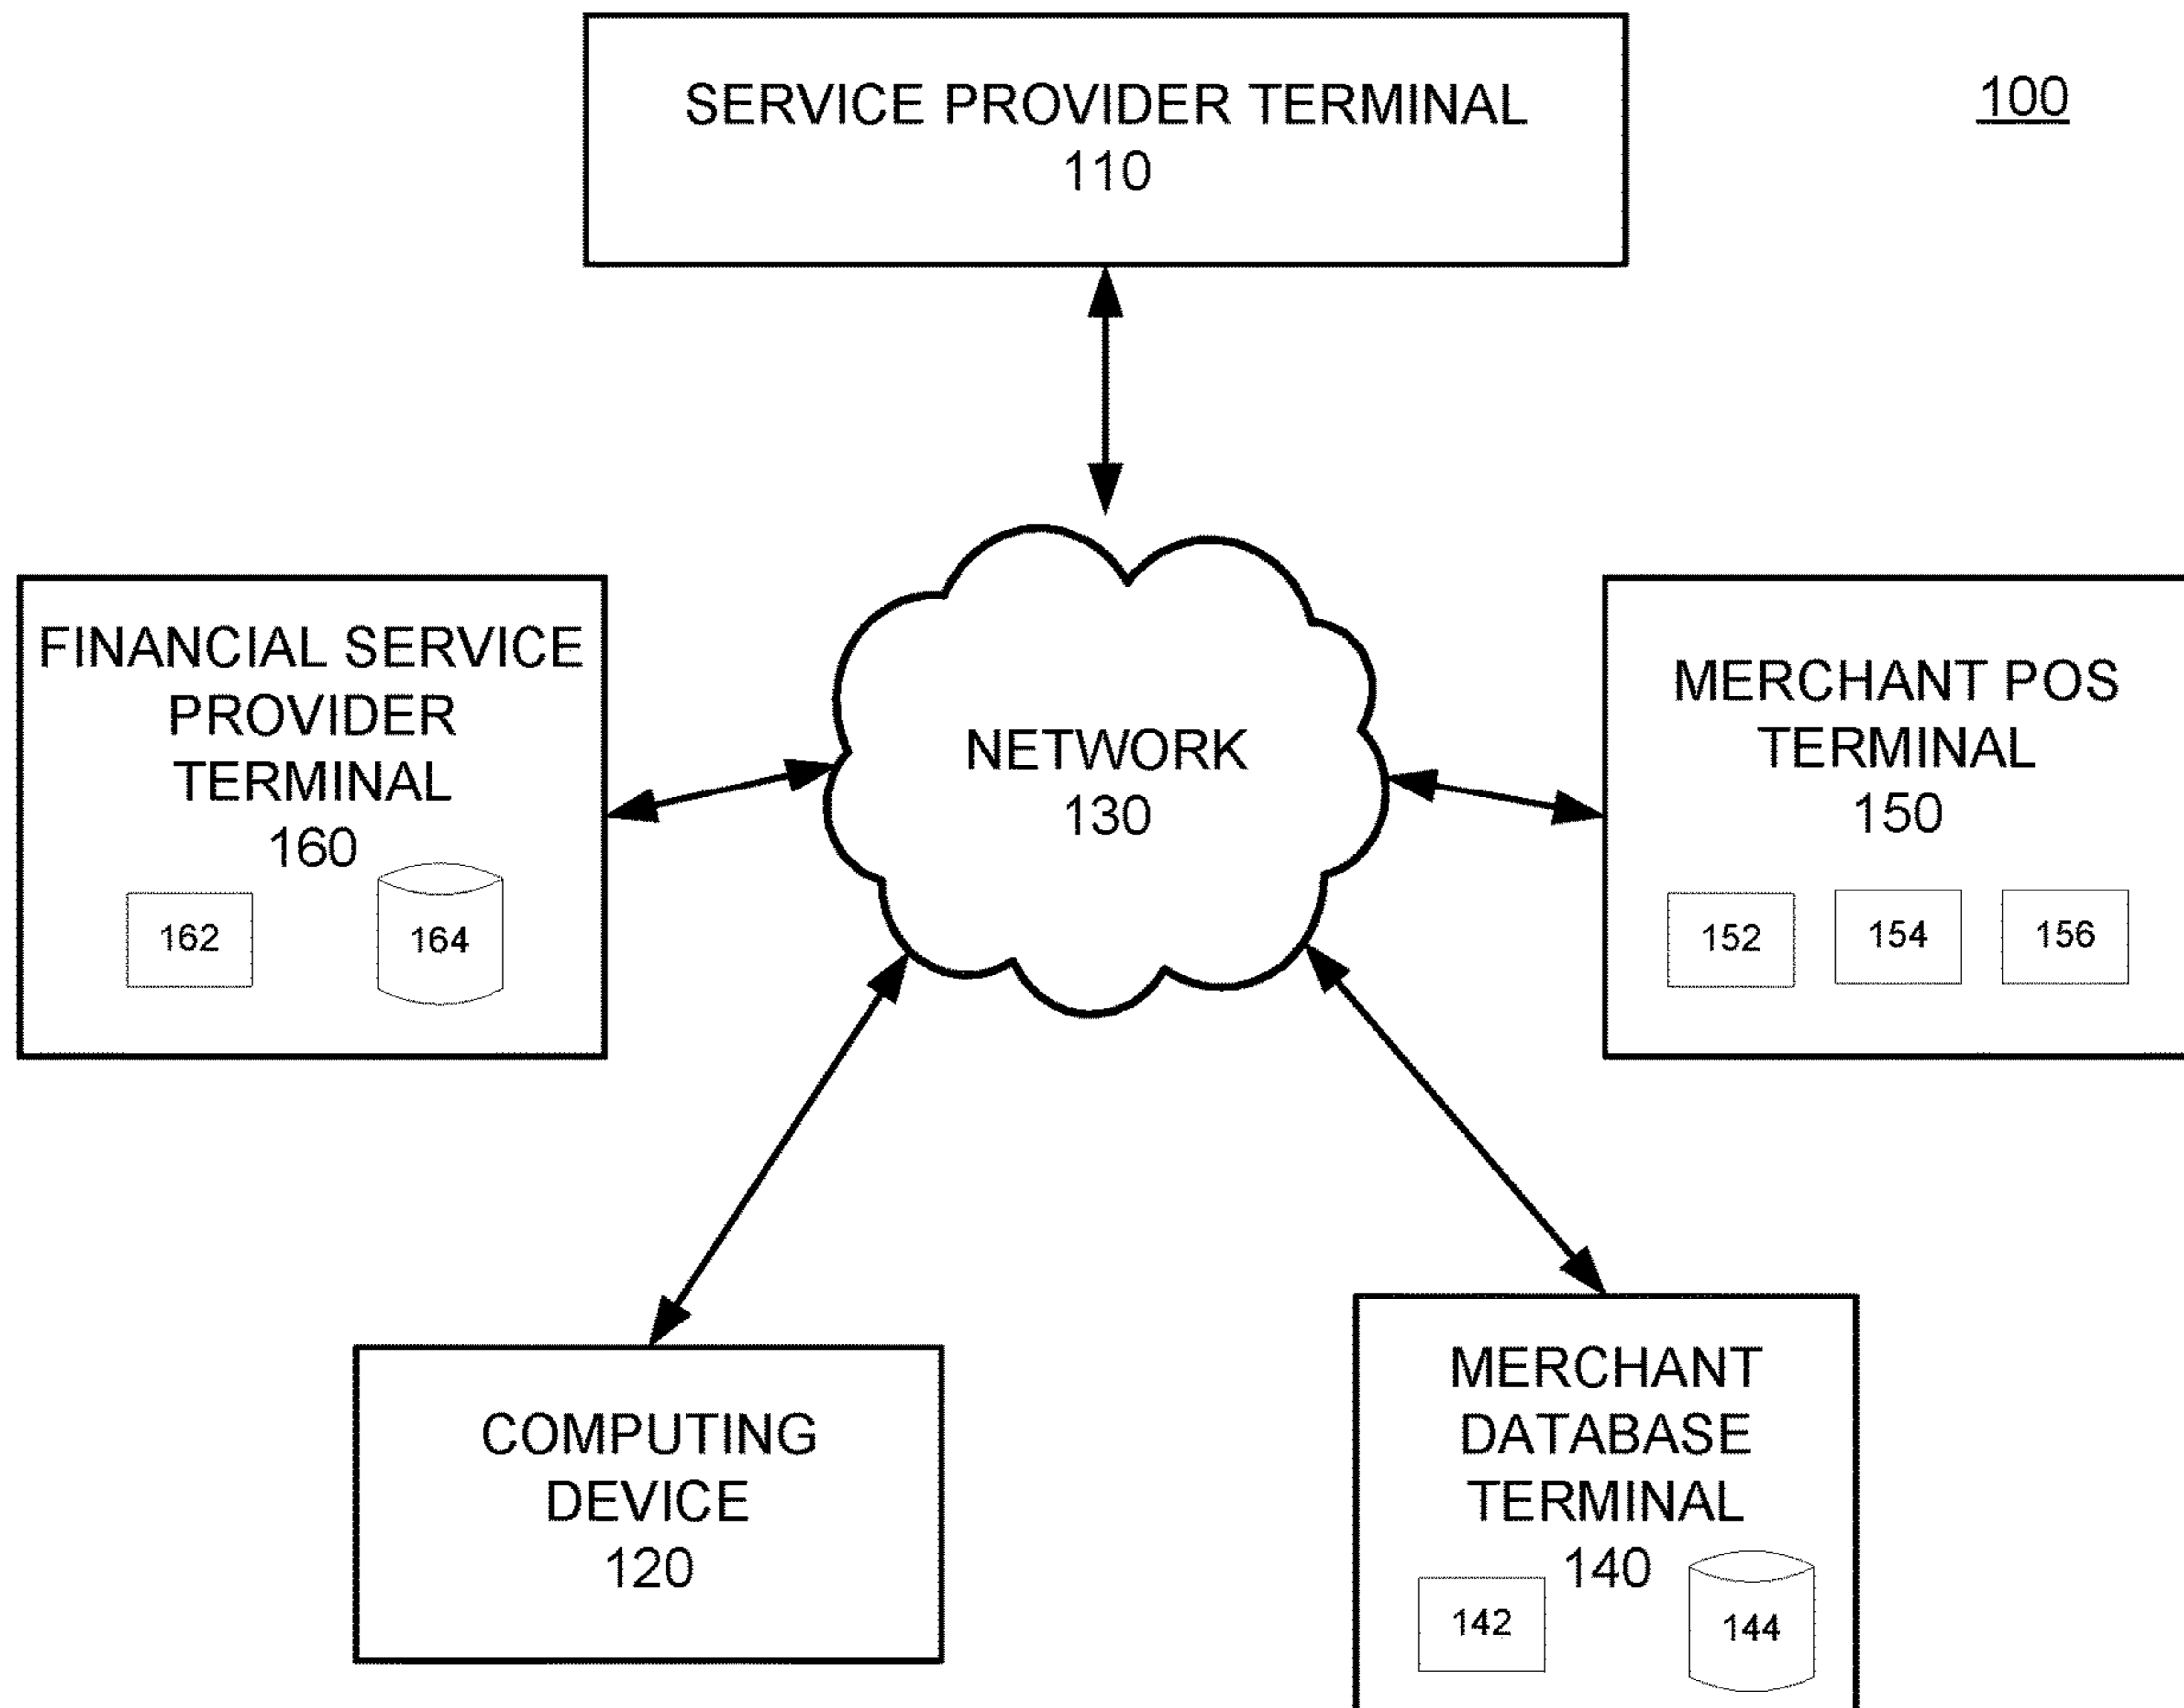 SERVICE PROVIDER TERMINAL
110
100
FINANCIAL SERVICE
PROVIDER
TERMINAL
160
162
164
NETWORK
130
MERCHANT POS
TERMINAL
150
152
154
156
COMPUTING
DEVICE
120
MERCHANT
DATABASE
TERMINAL
140
142
144